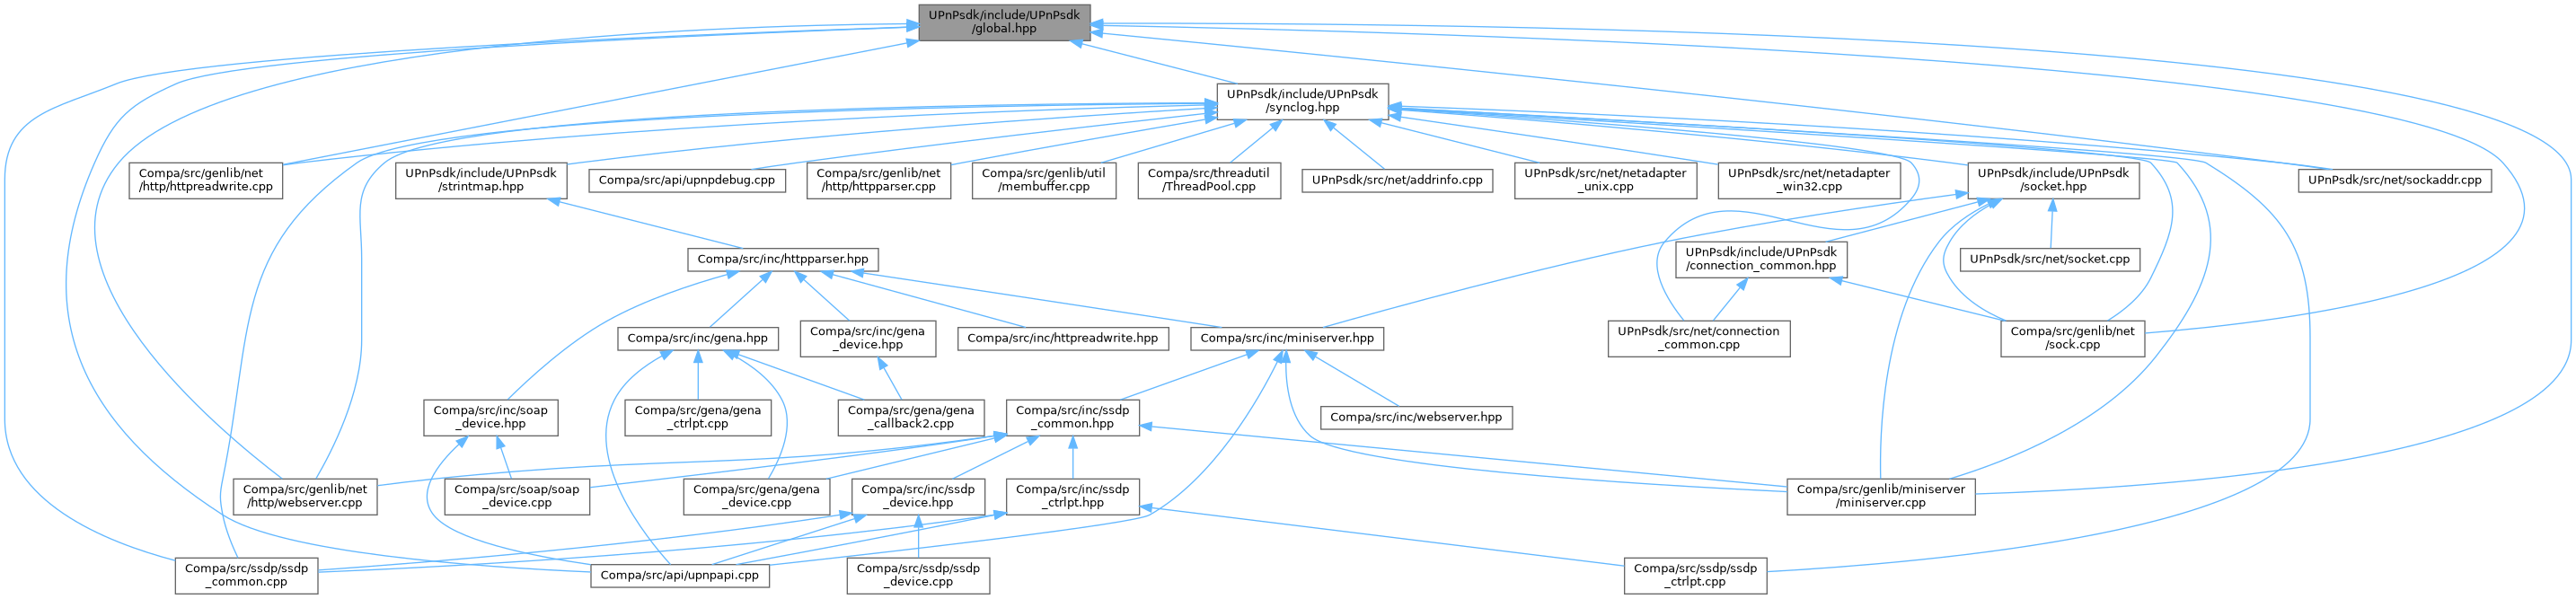 UPnPsdk/include/UPnPsdk
/global.hpp
UPnPsdk/include/UPnPsdk
/synclog.hpp
Compa/src/genlib/net
/http/httpreadwrite.cpp
UPnPsdk/include/UPnPsdk
/strintmap.hpp
Compa/src/api/upnpdebug.cpp
Compa/src/genlib/net
/http/httpparser.cpp
Compa/src/genlib/util
/membuffer.cpp
Compa/src/threadutil
/ThreadPool.cpp
UPnPsdk/src/net/addrinfo.cpp
UPnPsdk/src/net/netadapter
_unix.cpp
UPnPsdk/src/net/netadapter
_win32.cpp
UPnPsdk/include/UPnPsdk
/socket.hpp
UPnPsdk/src/net/sockaddr.cpp
Compa/src/inc/httpparser.hpp
UPnPsdk/include/UPnPsdk
/connection_common.hpp
UPnPsdk/src/net/socket.cpp
Compa/src/inc/gena.hpp
Compa/src/inc/gena
_device.hpp
Compa/src/inc/httpreadwrite.hpp
Compa/src/inc/miniserver.hpp
UPnPsdk/src/net/connection
_common.cpp
Compa/src/genlib/net
/sock.cpp
Compa/src/inc/soap
_device.hpp
Compa/src/gena/gena
_ctrlpt.cpp
Compa/src/gena/gena
_callback2.cpp
Compa/src/inc/ssdp
_common.hpp
Compa/src/inc/webserver.hpp
Compa/src/genlib/net
/http/webserver.cpp
Compa/src/soap/soap
_device.cpp
Compa/src/gena/gena
_device.cpp
Compa/src/inc/ssdp
_device.hpp
Compa/src/inc/ssdp
_ctrlpt.hpp
Compa/src/genlib/miniserver
/miniserver.cpp
Compa/src/ssdp/ssdp
_common.cpp
Compa/src/api/upnpapi.cpp
Compa/src/ssdp/ssdp
_device.cpp
Compa/src/ssdp/ssdp
_ctrlpt.cpp